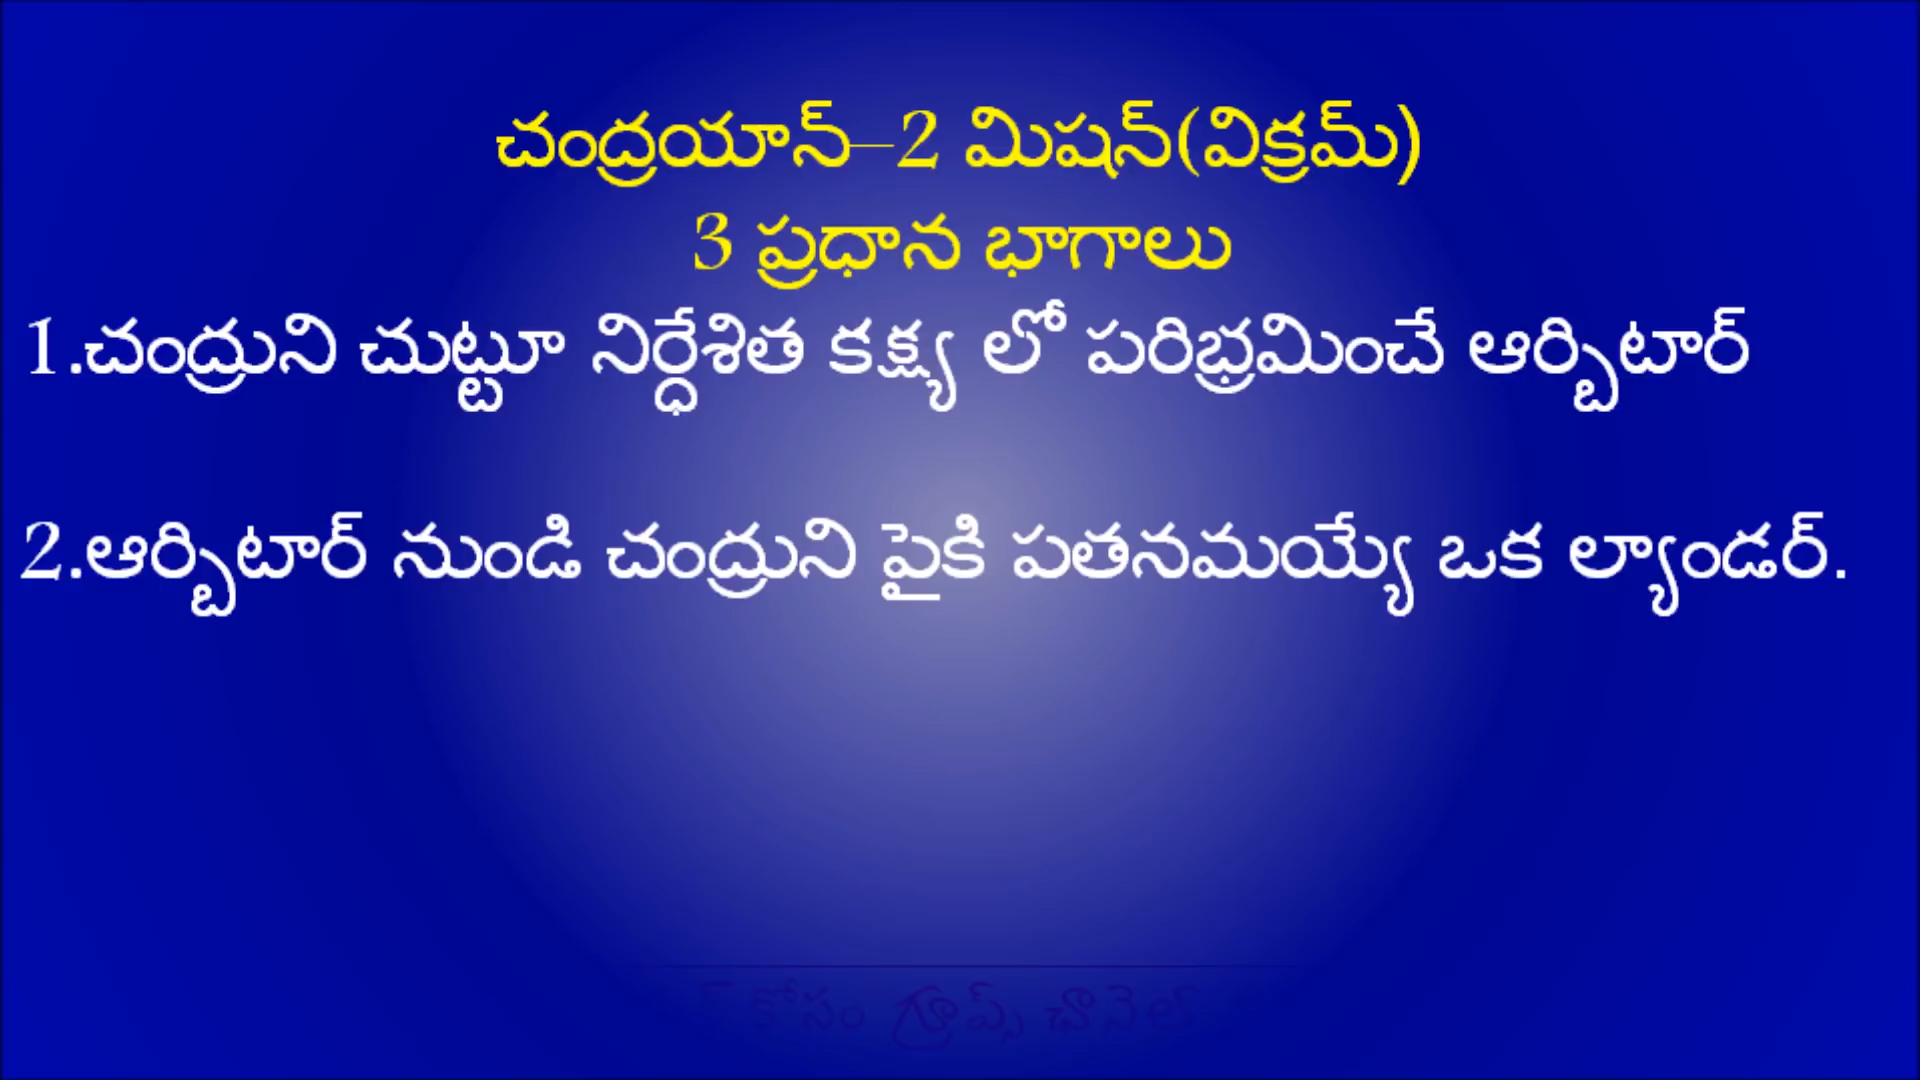 చంద్రయాన్–2 మిషన్(విక్రమ్)
3 ప్రధాన భాగాలు
1.చంద్రుని చుట్టూ నిర్ధేశిత కక్ష్య లో పరిభ్రమించే ఆర్బిటార్
2.ఆర్బిటార్ నుండి చంద్రుని పైకి పతనమయ్యే ఒక ల్యాండర్.
కోసం గ్రూప్స్ చానెల్